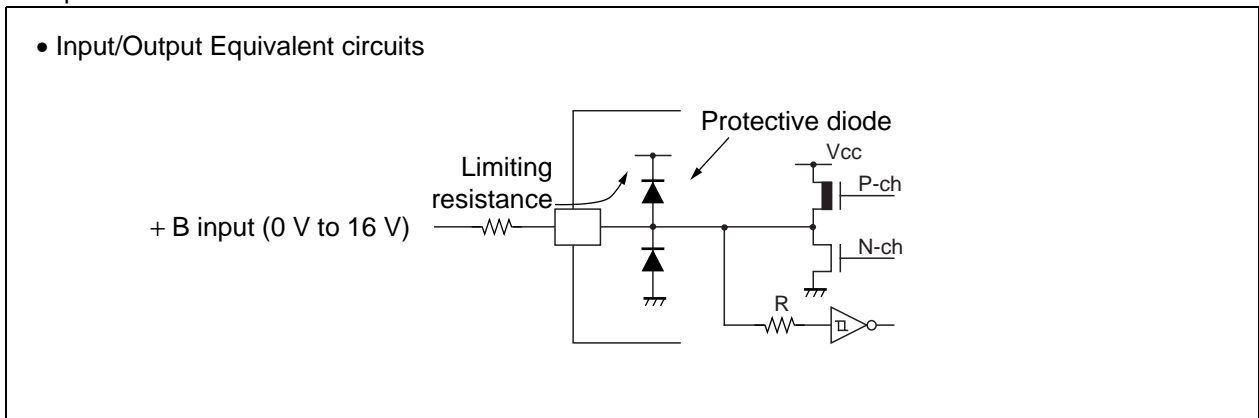 • Input/Output Equivalent circuits
Protective diode
Limiting
resistance
Vcc
P-ch
+ B input (0 V to 16 V)
N-ch
R